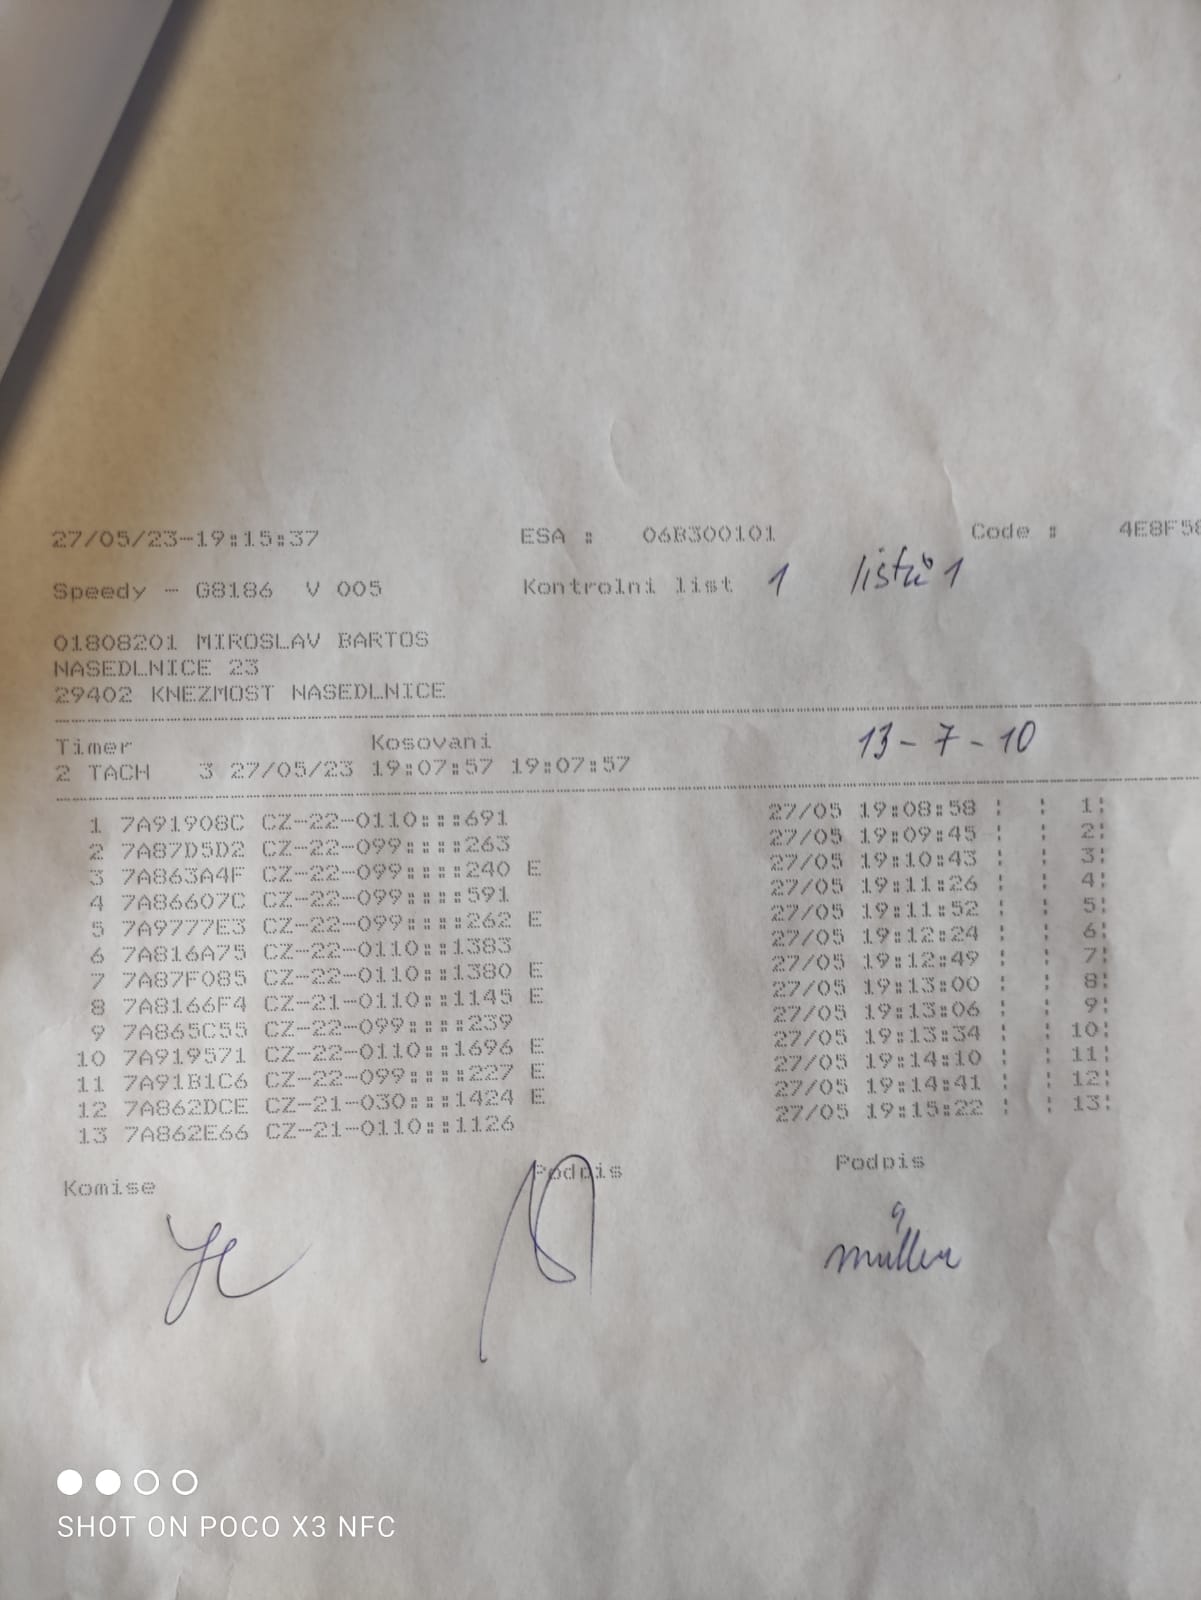 27/05/23-19:15:37 ESA : 06B300101 Code : 4E8F58
Speedy - G8186 V 005 Kontrolni list 1 listů 1
01808201 MIROSLAV BARTOS
NASEDLNICE 23
29402 KNEZMOST NASEDLNICE
Timer Kosovani 13-7-10
2 TACH 3 27/05/23 19:07:57 19:07:57
1 7A91908C CZ-22-0110:::691 27/05 19:08:58 : : 1:
2 7A87D5D2 CZ-22-099::::263 27/05 19:09:45 : : 2:
3 7A863A4F CZ-22-099::::240 E 27/05 19:10:43 : : 3:
4 7A86607C CZ-22-099::::591 27/05 19:11:26 : : 4:
5 7A9777E3 CZ-22-099::::262 E 27/05 19:11:52 : : 5:
6 7A816A75 CZ-22-0110::1383 27/05 19:12:24 : : 6:
7 7A87F085 CZ-22-0110::1380 E 27/05 19:12:49 : : 7:
8 7A8166F4 CZ-21-0110::1145 E 27/05 19:13:00 : : 8:
9 7A865C55 CZ-22-099::::239 27/05 19:13:06 : : 9:
10 7A919571 CZ-22-0110::1696 E 27/05 19:13:34 : : 10:
11 7A91B1C6 CZ-22-099::::227 E 27/05 19:14:10 : : 11:
12 7A862DCE CZ-21-030:::1424 E 27/05 19:14:41 : : 12:
13 7A862E66 CZ-21-0110::1126 27/05 19:15:22 : : 13:
Komise Podpis Podpis
Müller
SHOT ON POCO X3 NFC